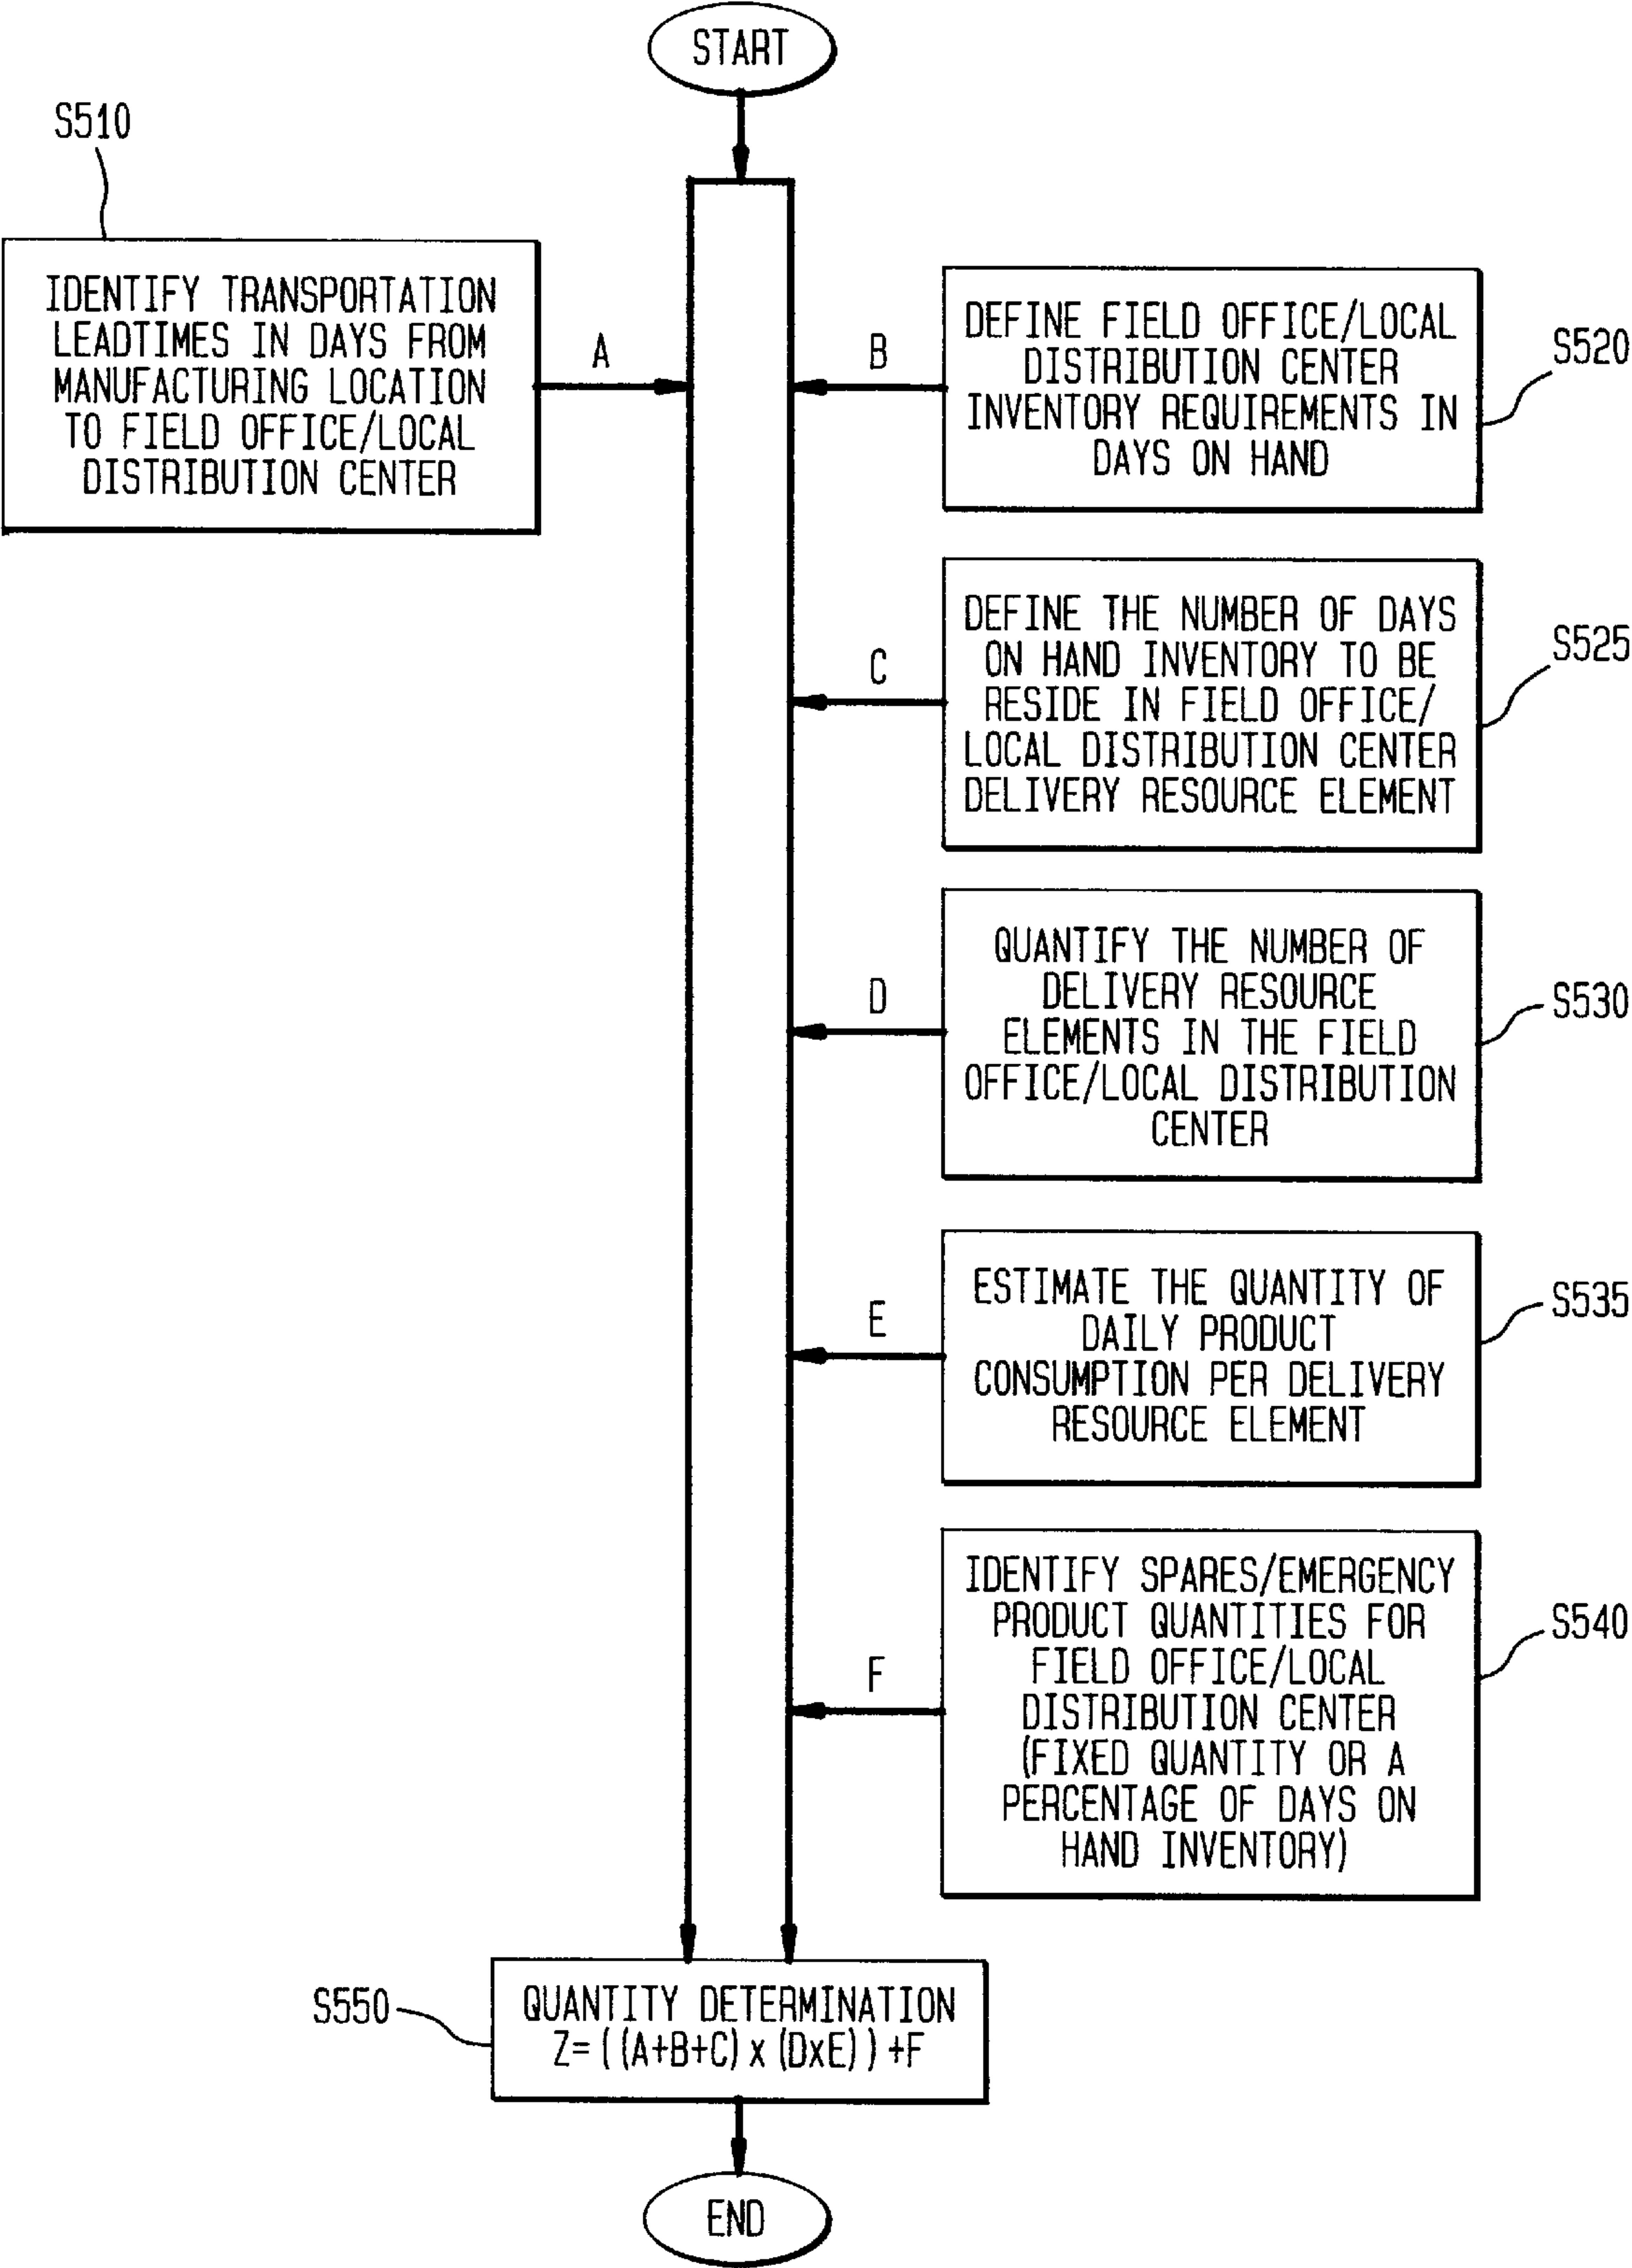 START
S510
IDENTIFY TRANSPORTATION
LEADTIMES IN DAYS FROM
MANUFACTURING LOCATION
TO FIELD OFFICE/LOCAL
DISTRIBUTION CENTER
A
B
DEFINE FIELD OFFICE/LOCAL
DISTRIBUTION CENTER
INVENTORY REQUIREMENTS IN
DAYS ON HAND
S520
C
DEFINE THE NUMBER OF DAYS
ON HAND INVENTORY TO BE
RESIDE IN FIELD OFFICE/
LOCAL DISTRIBUTION CENTER
DELIVERY RESOURCE ELEMENT
S525
D
QUANTIFY THE NUMBER OF
DELIVERY RESOURCE
ELEMENTS IN THE FIELD
OFFICE/LOCAL DISTRIBUTION
CENTER
S530
E
ESTIMATE THE QUANTITY OF
DAILY PRODUCT
CONSUMPTION PER DELIVERY
RESOURCE ELEMENT
S535
F
IDENTIFY SPARES/EMERGENCY
PRODUCT QUANTITIES FOR
FIELD OFFICE/LOCAL
DISTRIBUTION CENTER
(FIXED QUANTITY OR A
PERCENTAGE OF DAYS ON
HAND INVENTORY)
S540
S550
QUANTITY DETERMINATION
Z=((A+B+C)x(DxE))+F
END